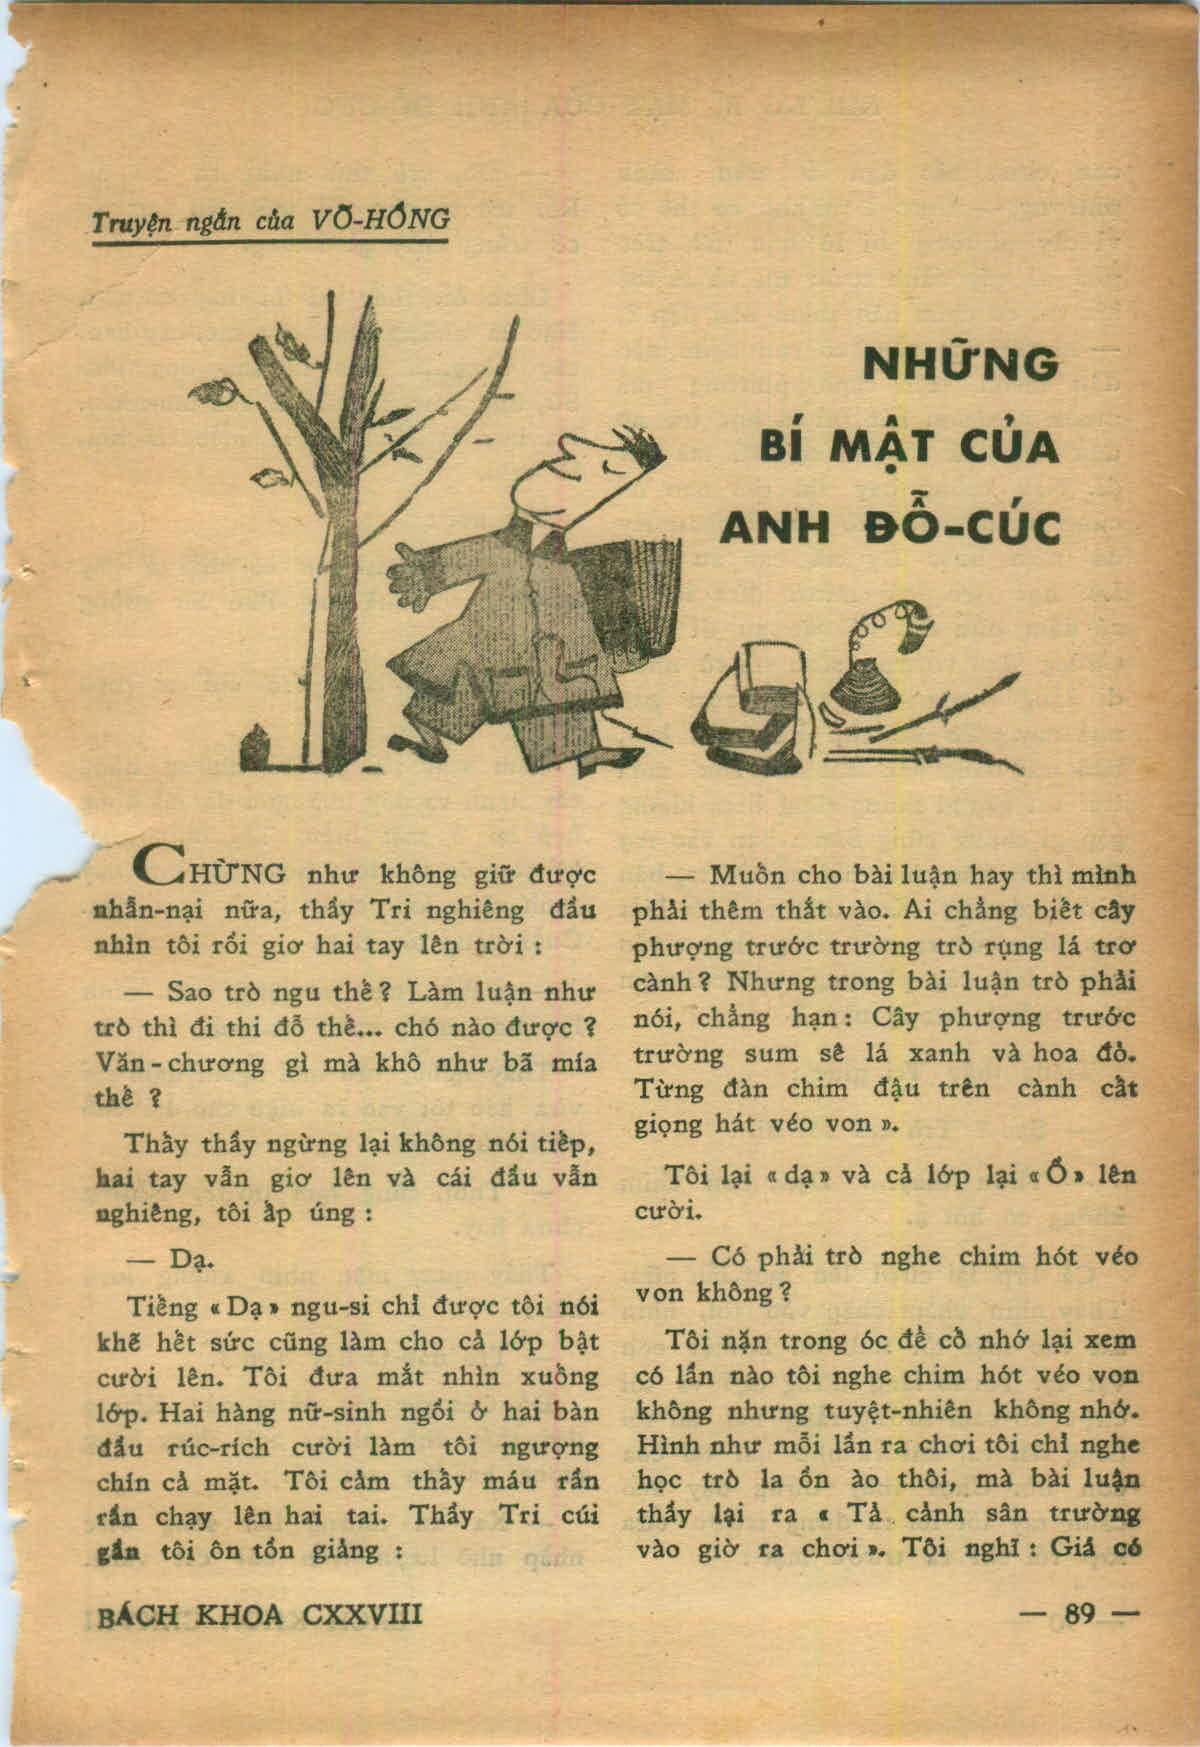 Truyện ngắn của VÕ-HỒNG
NHỮNG
BÍ MẬT CỦA
ANH ĐỖ-CÚC
CHỪNG như không giữ được
nhẫn-nại nữa, thầy Tri nghiêng đầu
nhìn tôi rồi giơ hai tay lên trời :
— Sao trò ngu thế ? Làm luận như
trò thì đi thi đỗ thế... chó nào được ?
Văn-chương gì mà khô như bã mía
thế ?
Thấy thầy ngừng lại không nói tiếp,
hai tay vẫn giơ lên và cái đầu vẫn
nghiêng, tôi ấp úng :
— Dạ.
Tiếng « Dạ » ngu-si chỉ được tôi nói
khẽ hết sức cũng làm cho cả lớp bật
cười lên. Tôi đưa mắt nhìn xuống
lớp. Hai hàng nữ-sinh ngồi ở hai bàn
đầu rúc-rích cười làm tôi ngượng
chín cả mặt. Tôi cảm thấy máu rần
rần chạy lên hai tai. Thầy Tri cúi
gần tôi ôn tồn giảng :
— Muốn cho bài luận hay thì mình
phải thêm thắt vào. Ai chẳng biết cây
phượng trước trường trò rụng lá trơ
cành ? Nhưng trong bài luận trò phải
nói, chẳng hạn : Cây phượng trước
trường sum sê lá xanh và hoa đỏ.
Từng đàn chim đậu trên cành cất
giọng hát véo von ».
Tôi lại « dạ » và cả lớp lại « Ồ » lên
cười.
— Có phải trò nghe chim hót véo
von không ?
Tôi nặn trong óc để cố nhớ lại xem
có lần nào tôi nghe chim hót véo von
không nhưng tuyệt-nhiên không nhớ.
Hình như mỗi lần ra chơi tôi chỉ nghe
học trò la ồn ào thôi, mà bài luận
thầy lại ra « Tả cảnh sân trường
vào giờ ra chơi ». Tôi nghĩ : Giá có
BÁCH KHOA CXXVIII
— 89 —